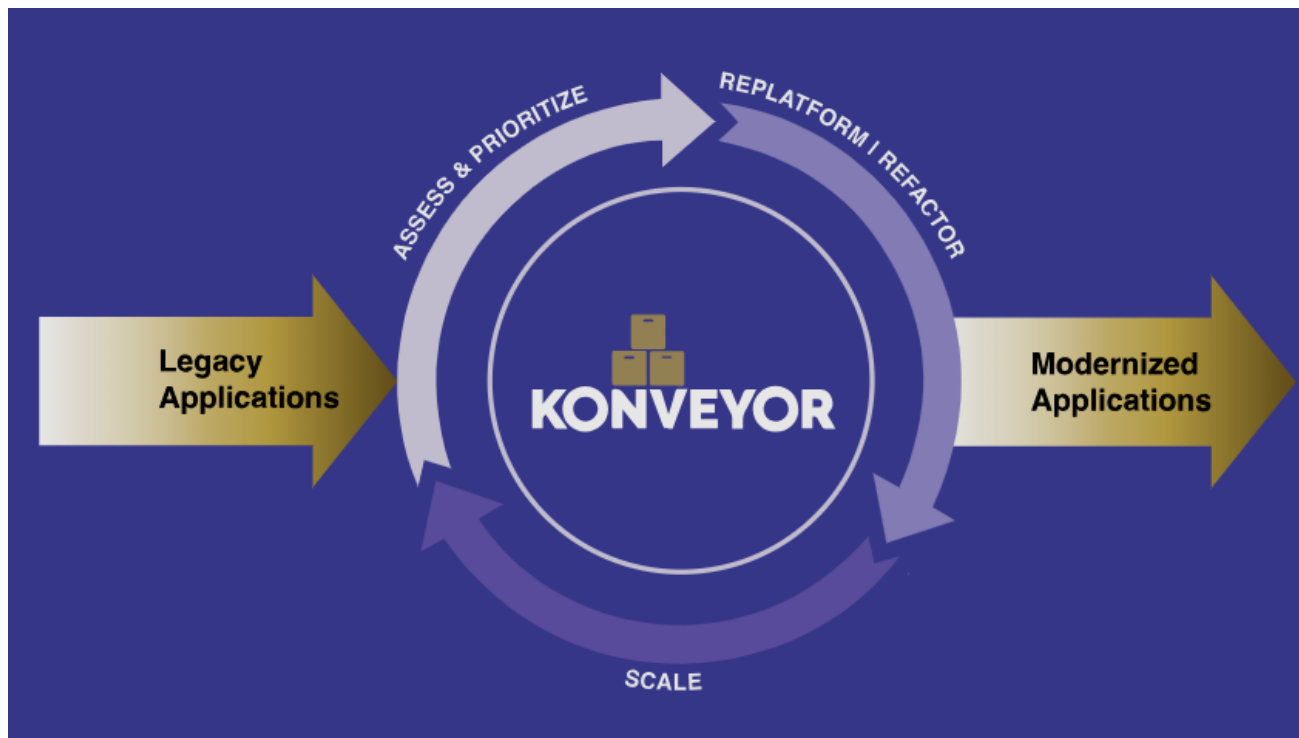 ASSESS & PRIORITIZE
REPLATFORM | REFACTOR
Legacy
Applications
KONVEYOR
Modernized
Applications
SCALE